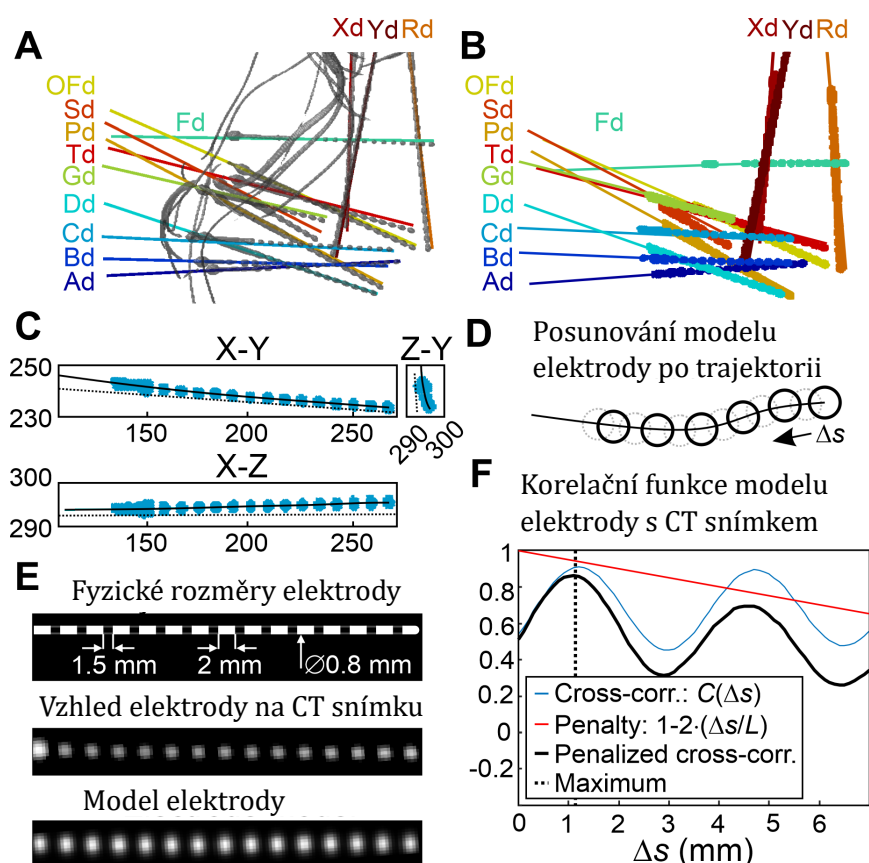 A
Xd Yd Rd
OFd
Sd
Pd
Td
Gd
Dd
Cd
Bd
Ad
Fd
B
Xd Yd Rd
OFd
Sd
Pd
Td
Gd
Dd
Cd
Bd
Ad
Fd
C
X-Y
Z-Y
250
230
150 200 250
290
300
X-Z
300
290
150 200 250
D
Posunování modelu
elektrody po trajektorii
Δs
E
Fyzické rozměry elektrody
1.5 mm 2 mm ∅0.8 mm
Vzhled elektrody na CT snímku
Model elektrody
F
Korelační funkce modelu
elektrody s CT snímkem
1
0.8
0.6
0.4
1
0.2
0
-0.2
Cross-corr.: C(Δs)
Penalty: 1-2·(Δs/L)
Penalized cross-corr.
Maximum
0 1 2 3 4 5 6
Δs (mm)